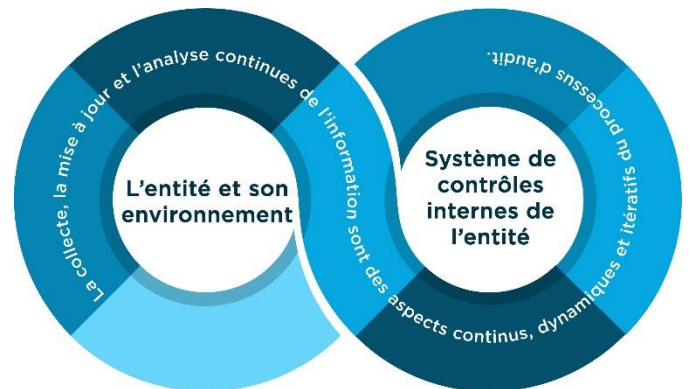 La collecte, la mise à jour et l'analyse continues de l'information sont des aspects continus, dynamiques et itératifs du processus d'audit.
L'entité et son
environnement
Système de
contrôles
internes de
l'entité